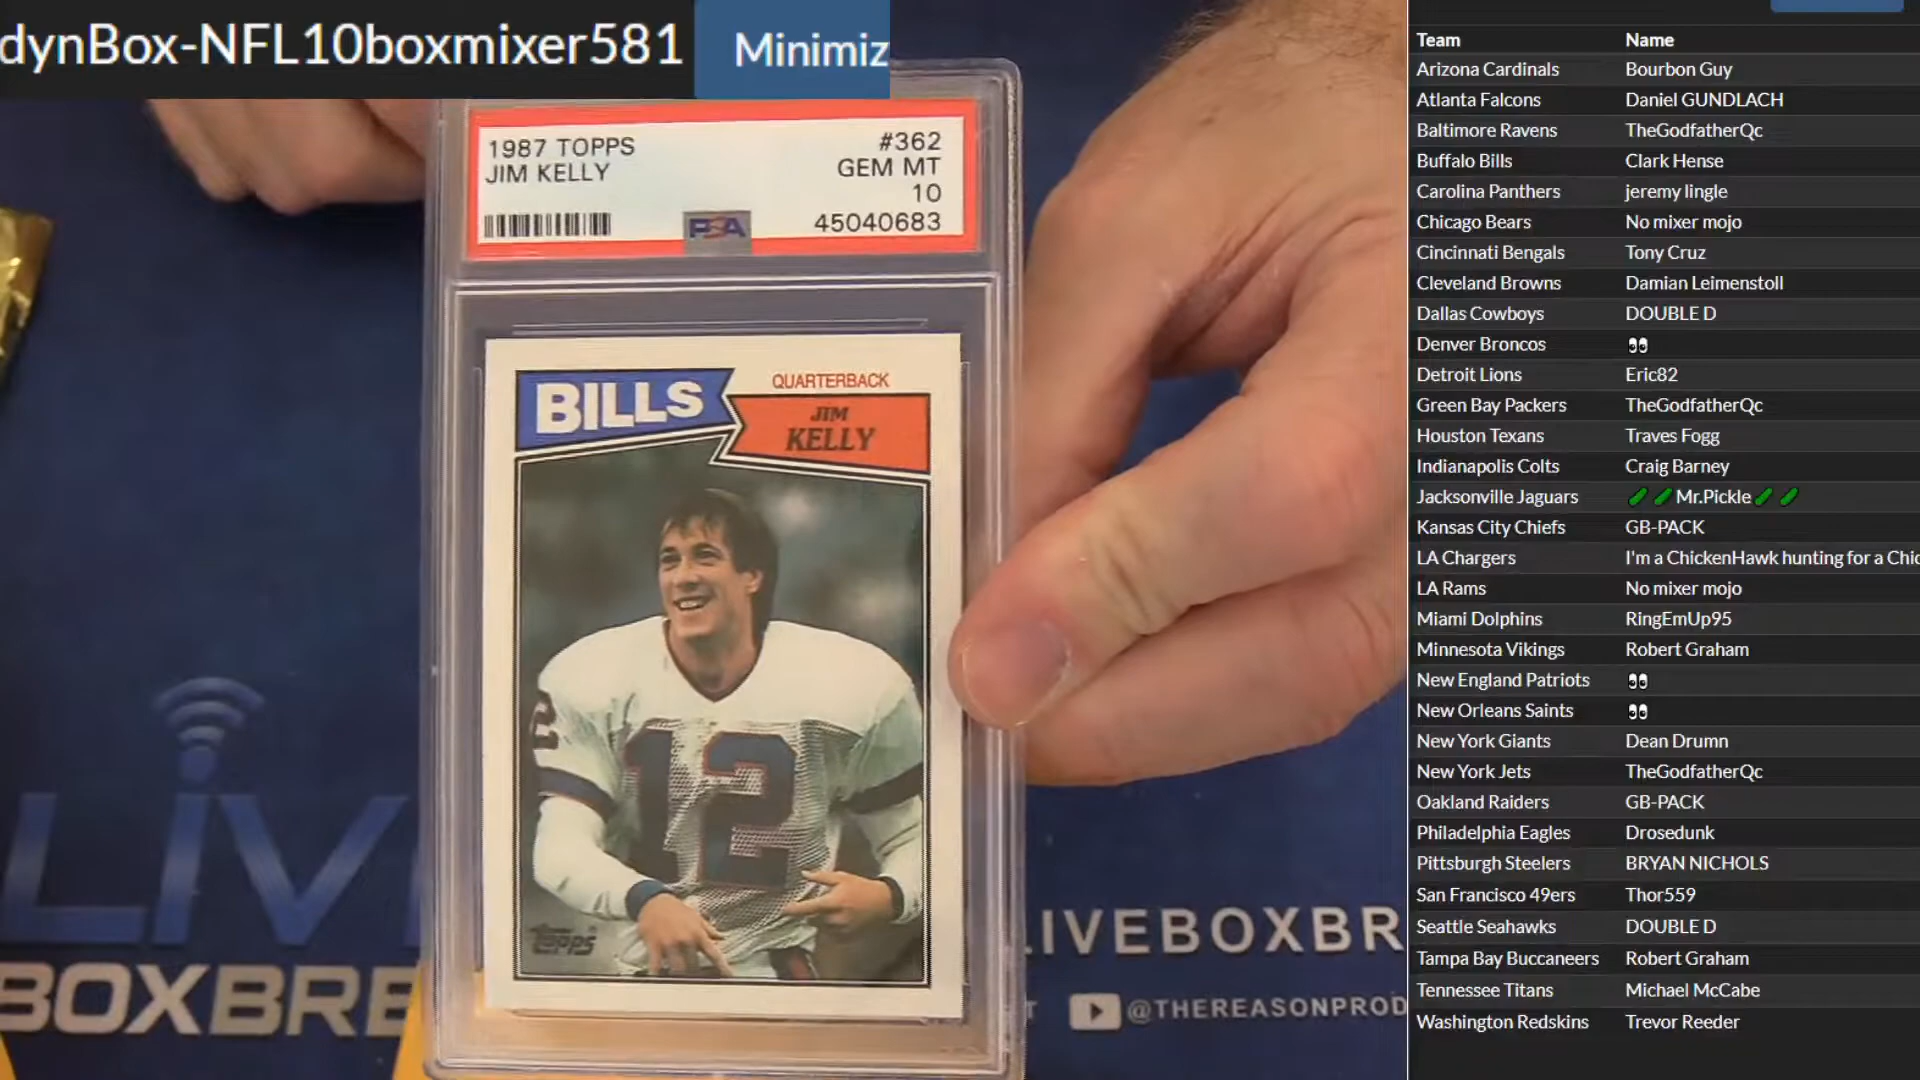 dynBox-NFL10boxmixer581
Minimiz
1987 TOPPS #362
JIM KELLY GEM MT
10
PSA 45040683
BILLS
QUARTERBACK
JIM
KELLY
12
12
Topps
LIV
BOXBRE
LIVEBOXBR
@THEREASONPROD
Team Name
Arizona Cardinals Bourbon Guy
Atlanta Falcons Daniel GUNDLACH
Baltimore Ravens TheGodfatherQc
Buffalo Bills Clark Hense
Carolina Panthers jeremy lingle
Chicago Bears No mixer mojo
Cincinnati Bengals Tony Cruz
Cleveland Browns Damian Leimenstoll
Dallas Cowboys DOUBLE D
Denver Broncos 👀
Detroit Lions Eric82
Green Bay Packers TheGodfatherQc
Houston Texans Traves Fogg
Indianapolis Colts Craig Barney
Jacksonville Jaguars 🥒🥒Mr.Pickle🥒🥒
Kansas City Chiefs GB-PACK
LA Chargers I'm a ChickenHawk hunting for a Chic
LA Rams No mixer mojo
Miami Dolphins RingEmUp95
Minnesota Vikings Robert Graham
New England Patriots 👀
New Orleans Saints 👀
New York Giants Dean Drumn
New York Jets TheGodfatherQc
Oakland Raiders GB-PACK
Philadelphia Eagles Drosedunk
Pittsburgh Steelers BRYAN NICHOLS
San Francisco 49ers Thor559
Seattle Seahawks DOUBLE D
Tampa Bay Buccaneers Robert Graham
Tennessee Titans Michael McCabe
Washington Redskins Trevor Reeder